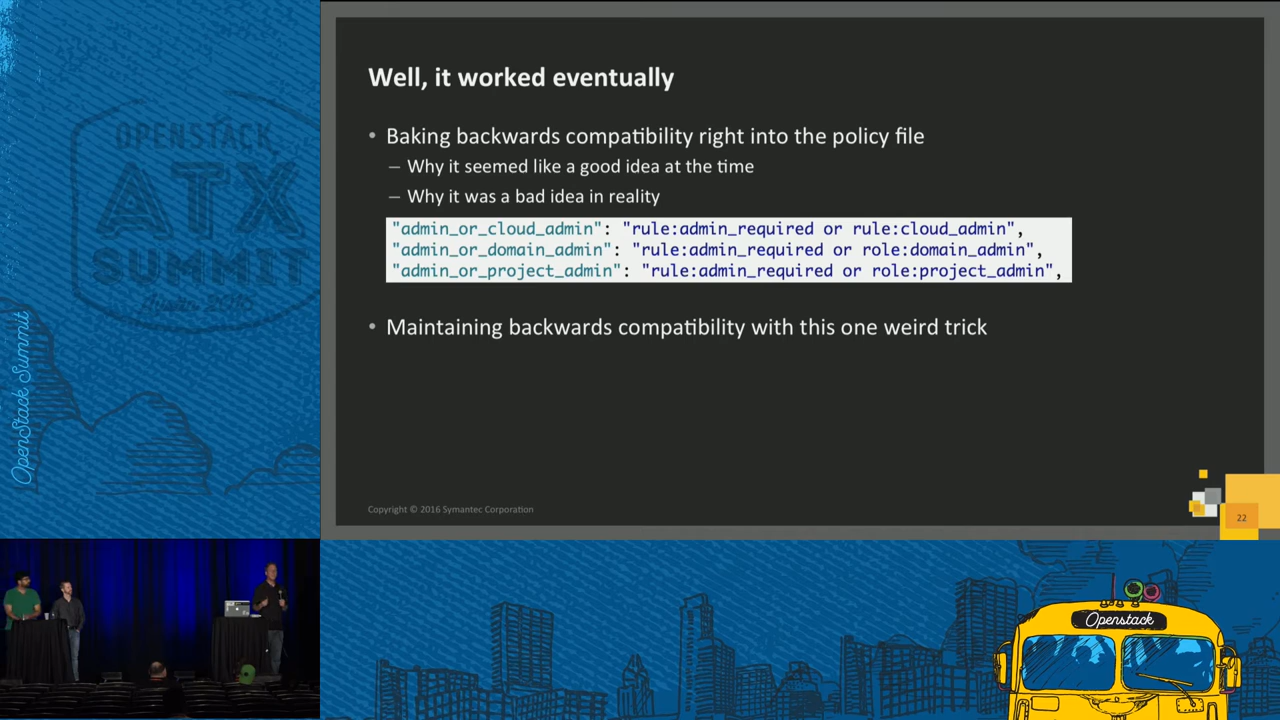 OPENSTACK
ATX
SUMMIT
OpenStack Summit
Well, it worked eventually
• Baking backwards compatibility right into the policy file
– Why it seemed like a good idea at the time
– Why it was a bad idea in reality
"admin_or_cloud_admin": "rule:admin_required or rule:cloud_admin",
"admin_or_domain_admin": "rule:admin_required or role:domain_admin",
"admin_or_project_admin": "rule:admin_required or role:project_admin",
• Maintaining backwards compatibility with this one weird trick
Copyright © 2016 Symantec Corporation
22
Openstack